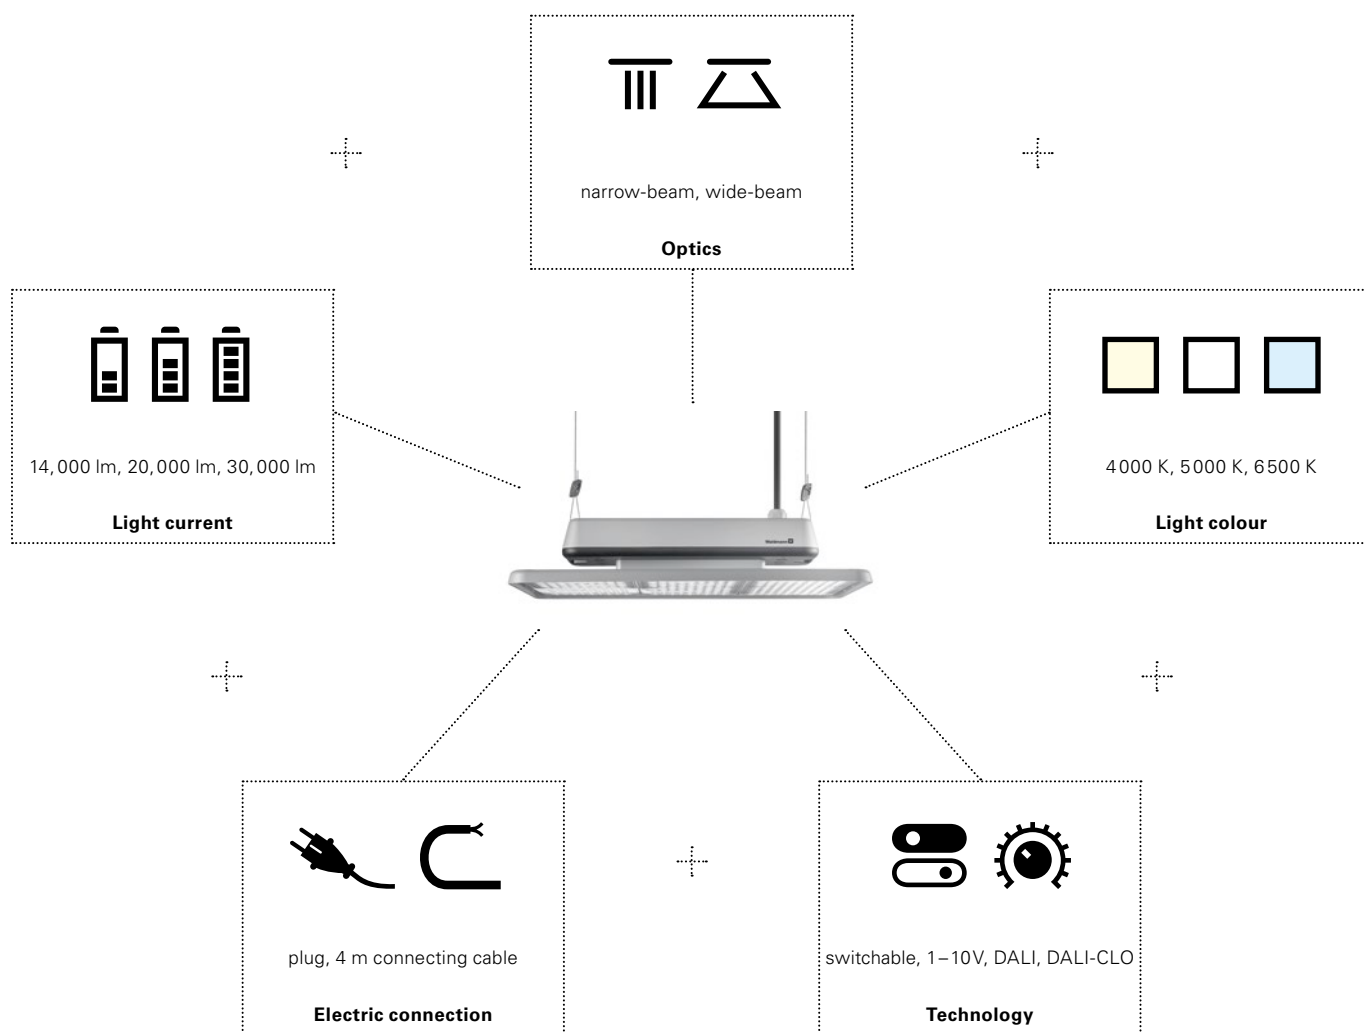 narrow-beam, wide-beam
Optics
14,000 lm, 20,000 lm, 30,000 lm
Light current
4000 K, 5000 K, 6500 K
Light colour
Waldmann
plug, 4 m connecting cable
Electric connection
switchable, 1–10V, DALI, DALI-CLO
Technology